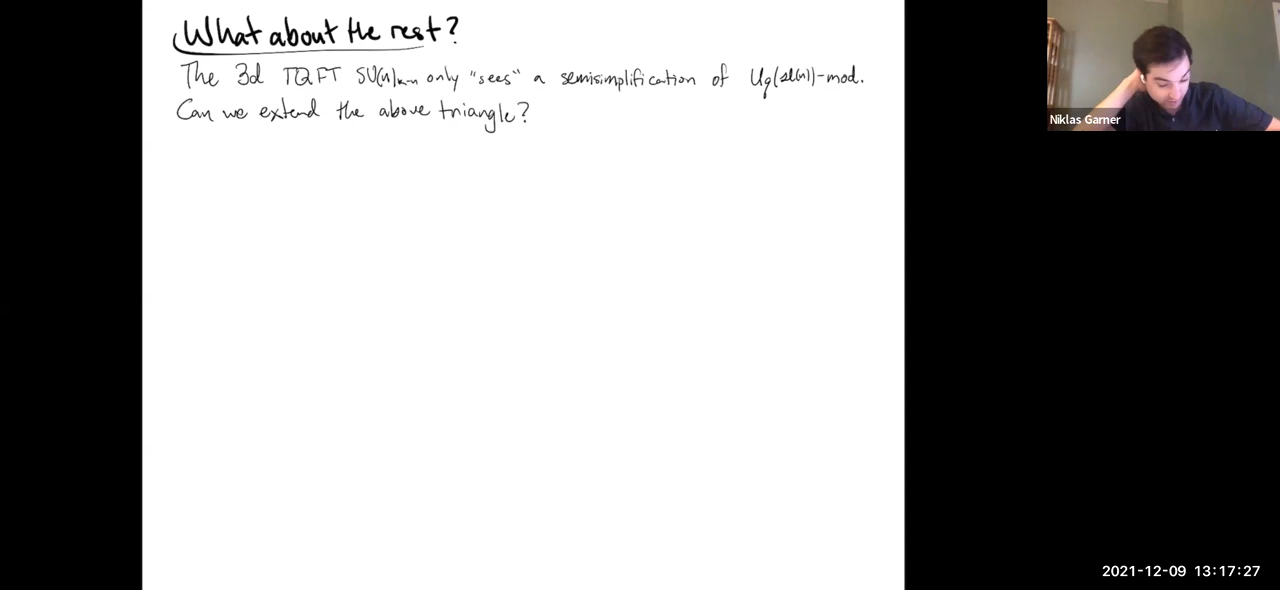 What about the rest?
The 3d TQFT SU(n)ₖ₋ₙ only "sees" a semisimplification of U_q(sl(n))-mod.
Can we extend the above triangle?
Niklas Garner
2021-12-09 13:17:27